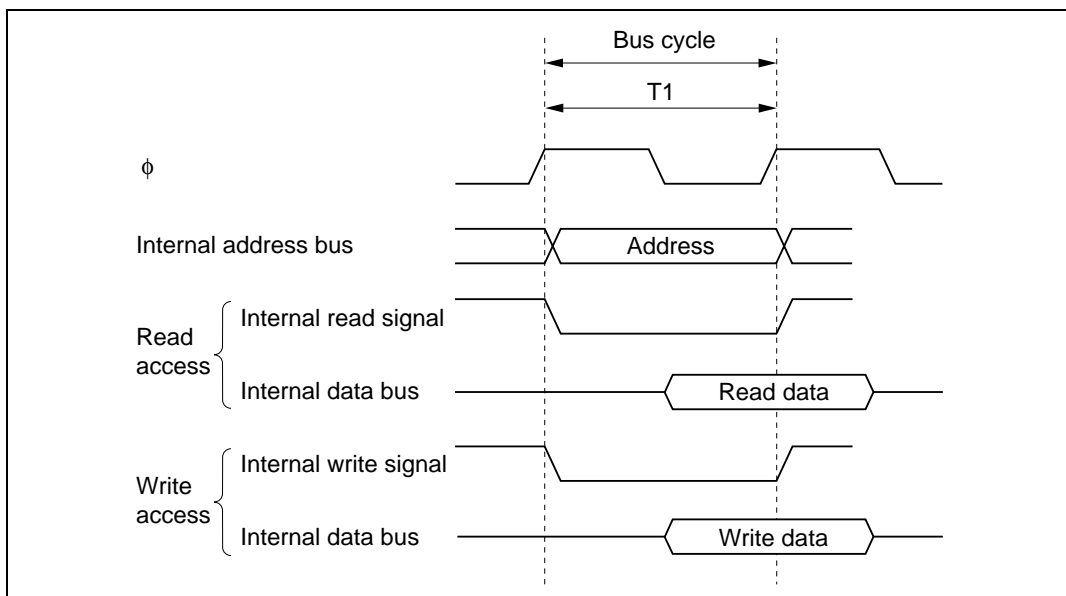 Bus cycle
T1
ϕ
Internal address bus
Address
Read
access
Internal read signal
Internal data bus
Read data
Write
access
Internal write signal
Internal data bus
Write data